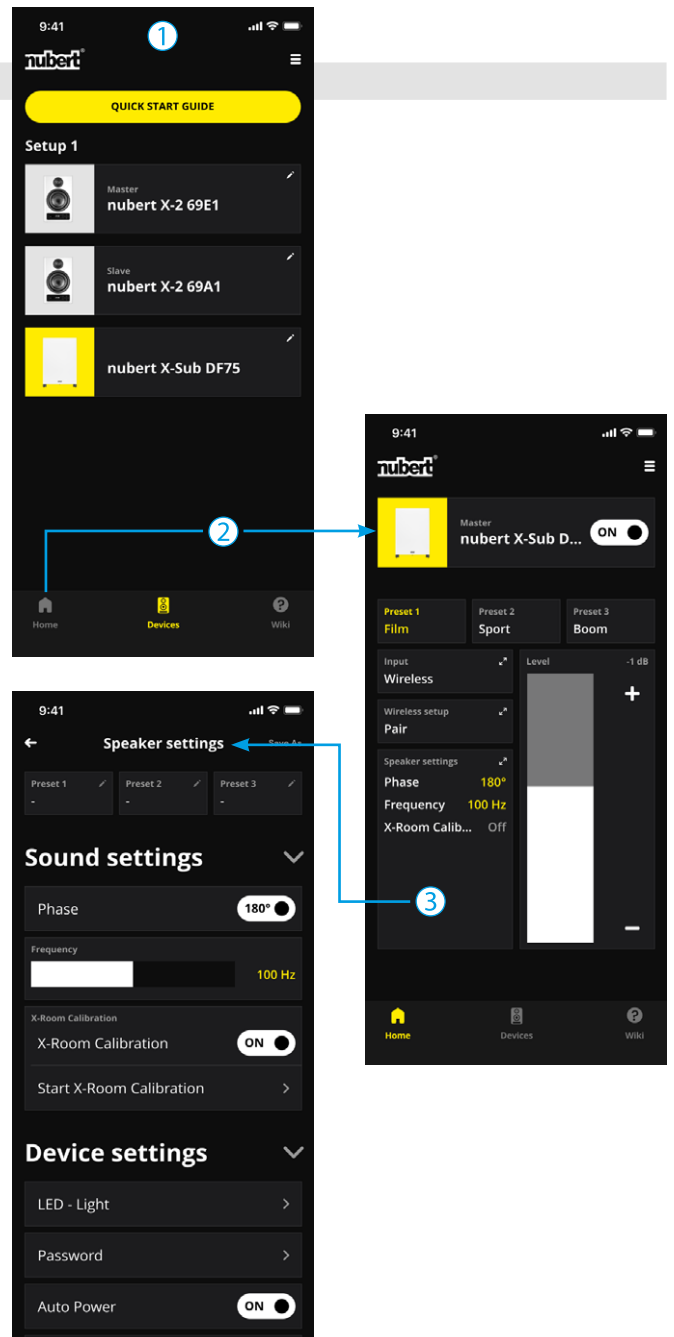 9:41
1
nubert®
QUICK START GUIDE
Setup 1
Master
nubert X-2 69E1
Slave
nubert X-2 69A1
nubert X-Sub DF75
2
Home
Devices
Wiki
9:41
nubert®
Master
nubert X-Sub D...
ON
Preset 1
Film
Preset 2
Sport
Preset 3
Boom
Input
Wireless
Wireless setup
Pair
Speaker settings
Phase 180°
Frequency 100 Hz
X-Room Calib... Off
Level -1 dB
+
−
3
Home
Devices
Wiki
9:41
Speaker settings
Save As
Preset 1
-
Preset 2
-
Preset 3
-
Sound settings
Phase 180°
Frequency
100 Hz
X-Room Calibration
X-Room Calibration ON
Start X-Room Calibration
Device settings
LED - Light
Password
Auto Power ON